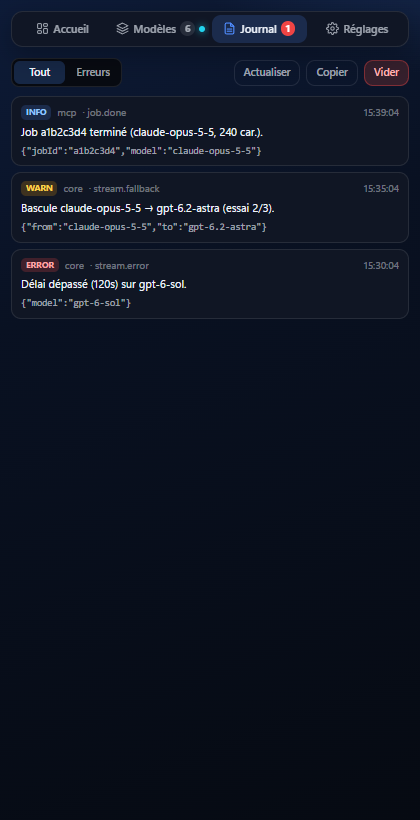 Accueil Modèles 6 Journal 1 Réglages
Tout Erreurs Actualiser Copier Vider
INFO mcp · job.done 15:39:04
Job a1b2c3d4 terminé (claude-opus-5-5, 240 car.).
{"jobId":"a1b2c3d4","model":"claude-opus-5-5"}
WARN core · stream.fallback 15:35:04
Bascule claude-opus-5-5 → gpt-6.2-astra (essai 2/3).
{"from":"claude-opus-5-5","to":"gpt-6.2-astra"}
ERROR core · stream.error 15:30:04
Délai dépassé (120s) sur gpt-6-sol.
{"model":"gpt-6-sol"}